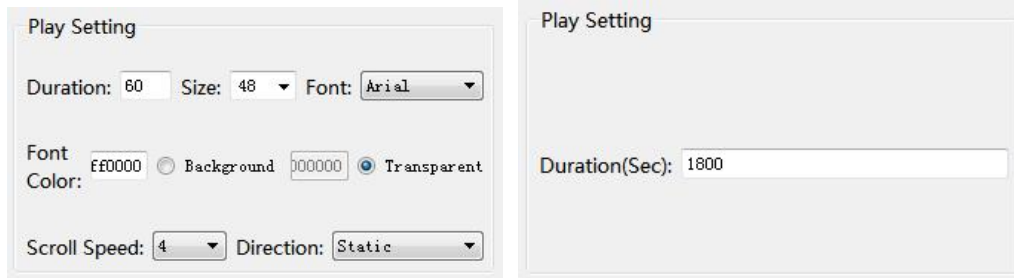 Play Setting
Duration: 60 Size: 48 Font: Arial
Font Color: ff0000 Background 000000 Transparent
Scroll Speed: 4 Direction: Static
Play Setting
Duration(Sec): 1800